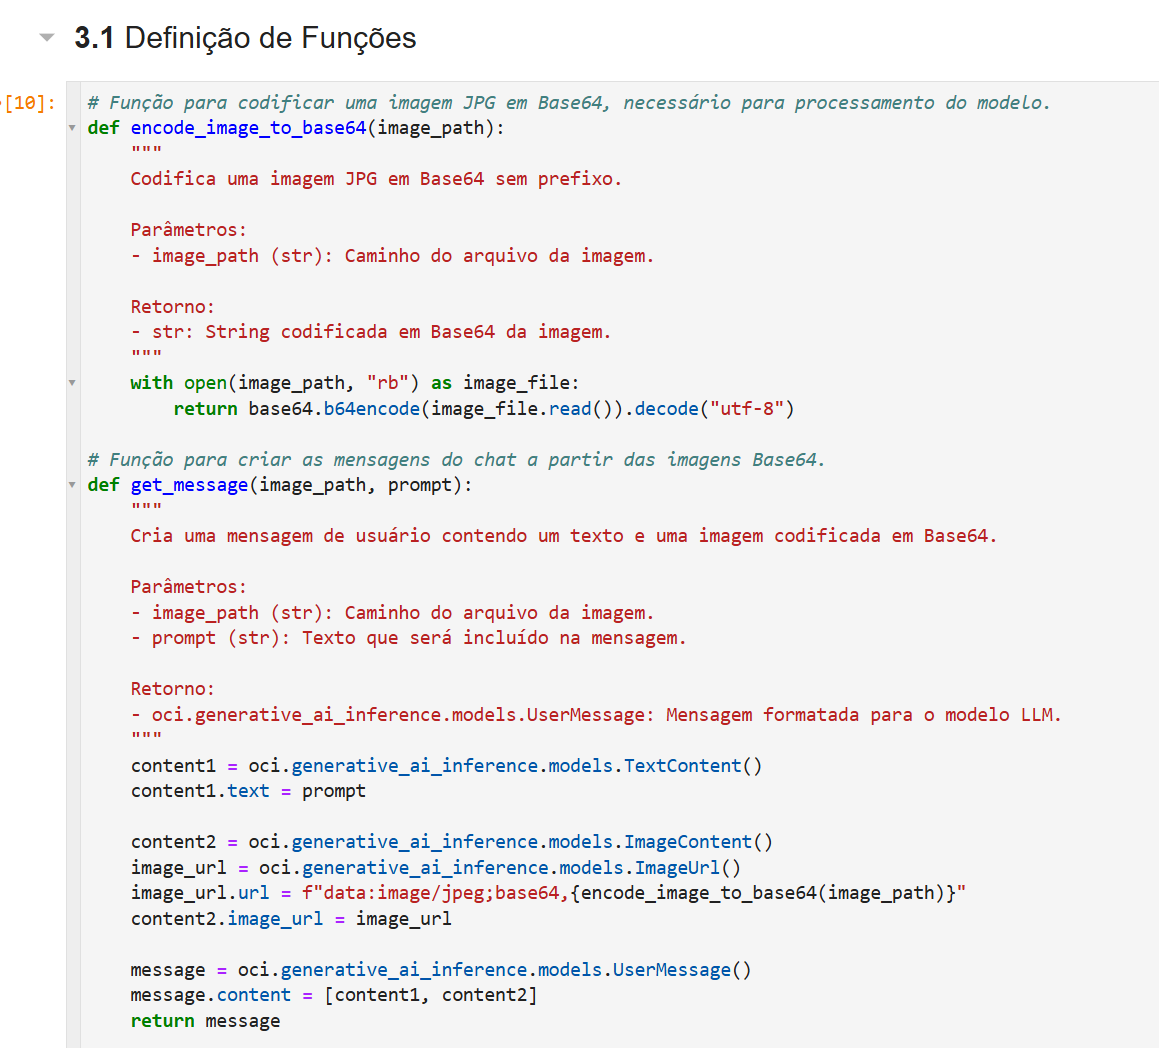 3.1 Definição de Funções
[10]:
# Função para codificar uma imagem JPG em Base64, necessário para processamento do modelo.
def encode_image_to_base64(image_path):
    """
    Codifica uma imagem JPG em Base64 sem prefixo.

    Parâmetros:
    - image_path (str): Caminho do arquivo da imagem.

    Retorno:
    - str: String codificada em Base64 da imagem.
    """
    with open(image_path, "rb") as image_file:
        return base64.b64encode(image_file.read()).decode("utf-8")

# Função para criar as mensagens do chat a partir das imagens Base64.
def get_message(image_path, prompt):
    """
    Cria uma mensagem de usuário contendo um texto e uma imagem codificada em Base64.

    Parâmetros:
    - image_path (str): Caminho do arquivo da imagem.
    - prompt (str): Texto que será incluído na mensagem.

    Retorno:
    - oci.generative_ai_inference.models.UserMessage: Mensagem formatada para o modelo LLM.
    """
    content1 = oci.generative_ai_inference.models.TextContent()
    content1.text = prompt

    content2 = oci.generative_ai_inference.models.ImageContent()
    image_url = oci.generative_ai_inference.models.ImageUrl()
    image_url.url = f"data:image/jpeg;base64,{encode_image_to_base64(image_path)}"
    content2.image_url = image_url

    message = oci.generative_ai_inference.models.UserMessage()
    message.content = [content1, content2]
    return message